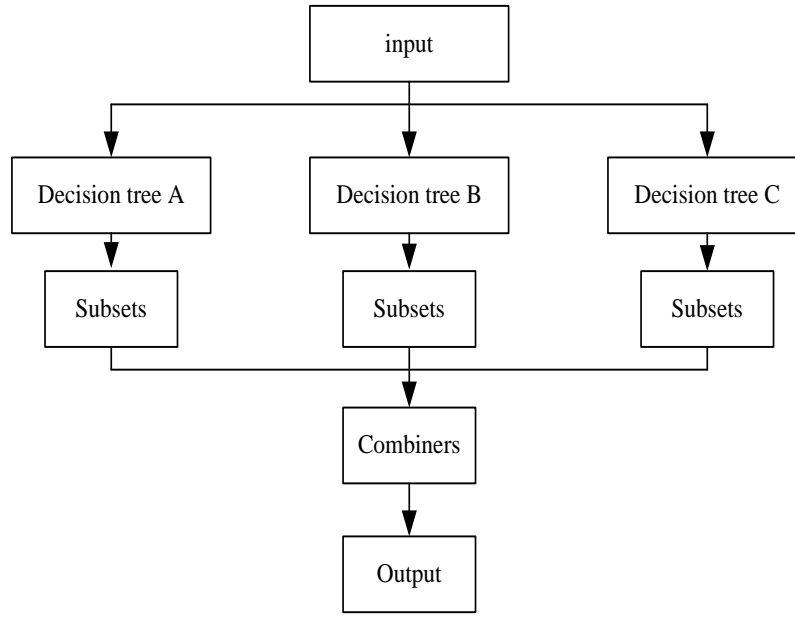 input
Decision tree A
Decision tree B
Decision tree C
Subsets
Subsets
Subsets
Combiners
Output